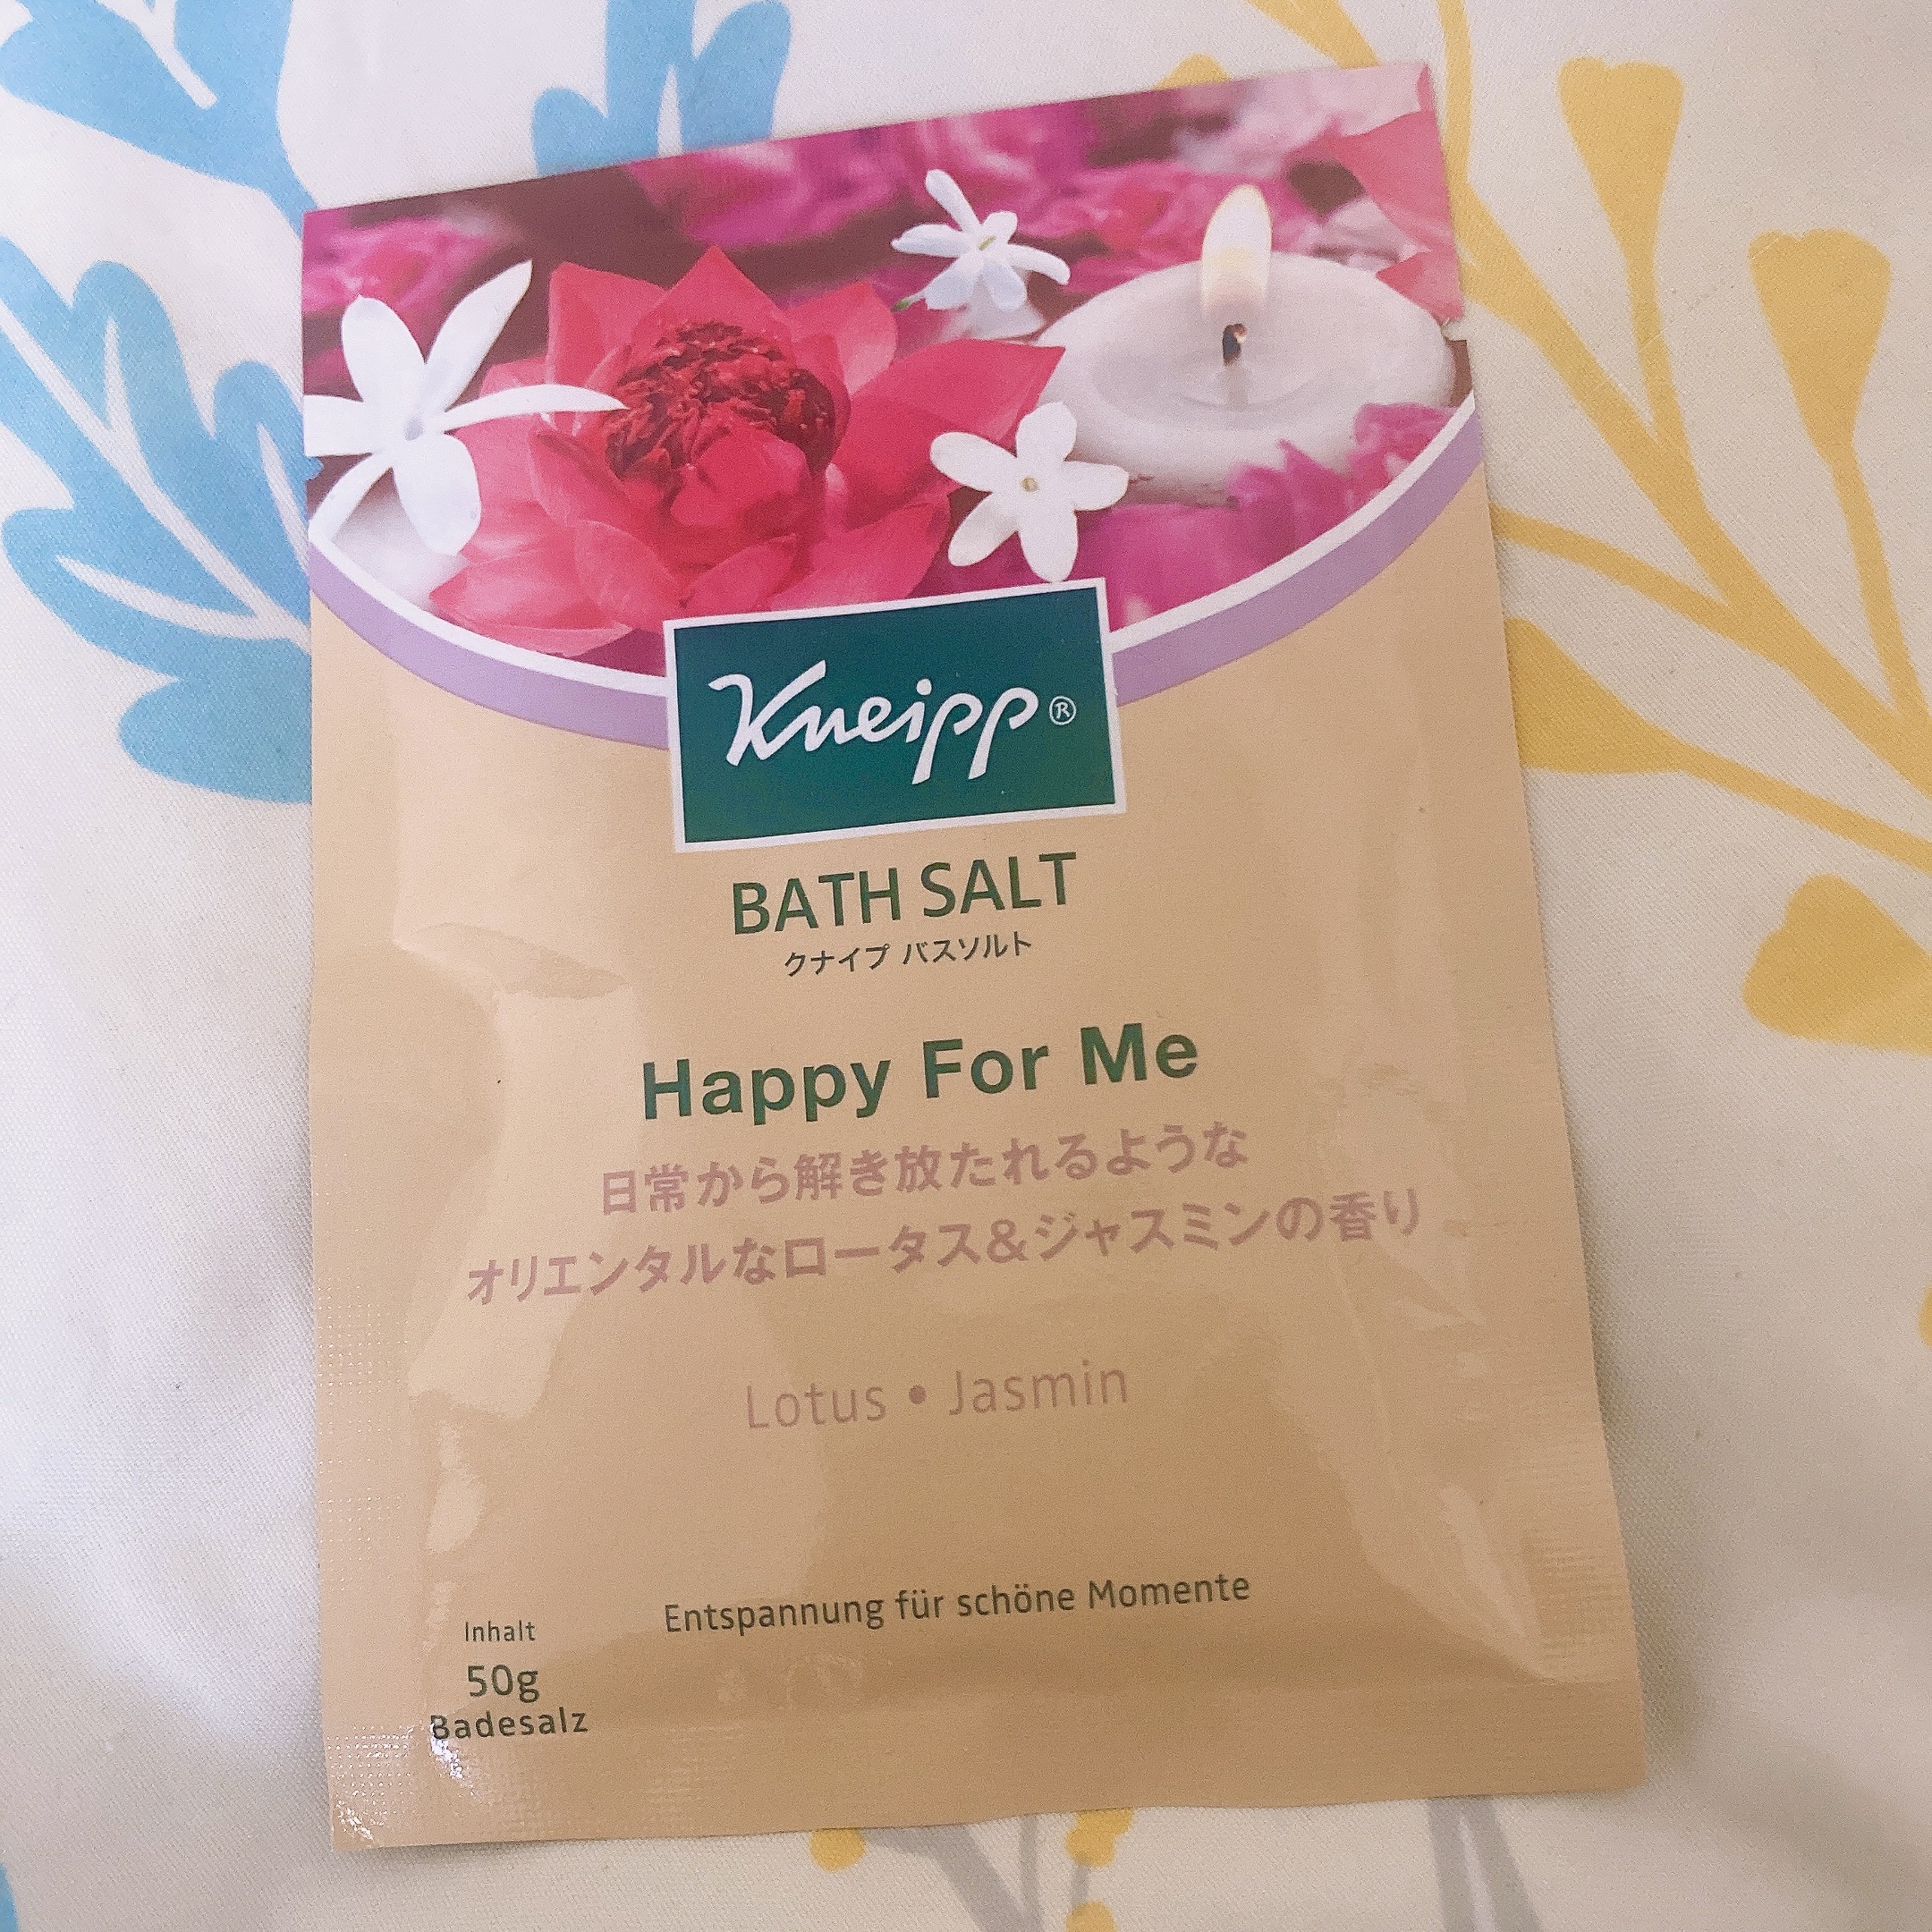 Kneipp®
BATH SALT
クナイプ バスソルト
Happy For Me
日常から解き放たれるような
オリエンタルなロータス&ジャスミンの香り
Lotus • Jasmin
Entspannung für schöne Momente
Inhalt
50g
Badesalz